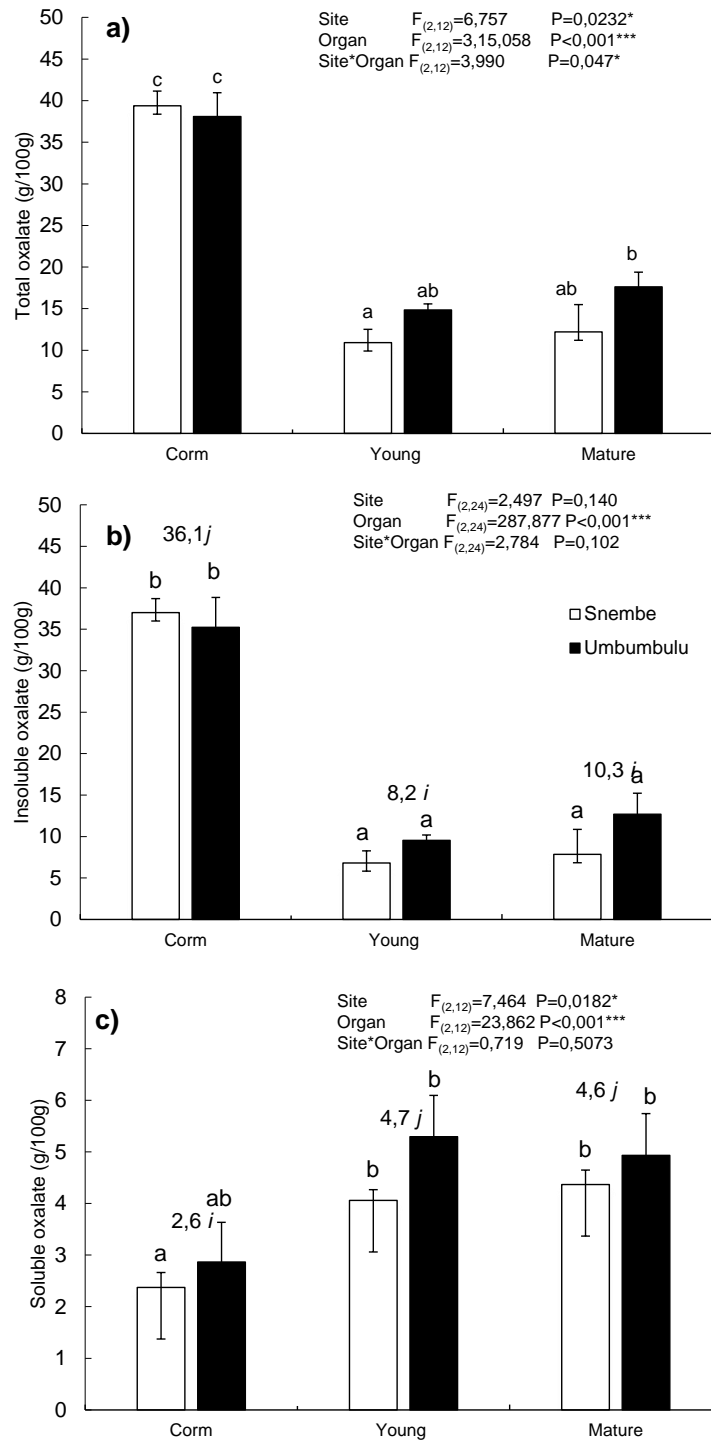 a)
Site F(2,12)=6,757 P=0,0232*
Organ F(2,12)=3,15,058 P<0,001***
Site*Organ F(2,12)=3,990 P=0,047*
Total oxalate (g/100g)
50
45
40
35
30
25
20
15
10
5
0
c c
a ab
ab b
Corm Young Mature
b)
Site F(2,24)=2,497 P=0,140
Organ F(2,24)=287,877 P<0,001***
Site*Organ F(2,24)=2,784 P=0,102
Insoluble oxalate (g/100g)
50
45
40
35
30
25
20
15
10
5
0
36,1j
b b
8,2 i
a a
10,3 i
a a
Snembe
Umbumbulu
Corm Young Mature
c)
Site F(2,12)=7,464 P=0,0182*
Organ F(2,12)=23,862 P<0,001***
Site*Organ F(2,12)=0,719 P=0,5073
Soluble oxalate (g/100g)
8
7
6
5
4
3
2
1
0
2,6 i
a ab
4,7 j
b b
4,6 j
b b
Corm Young Mature